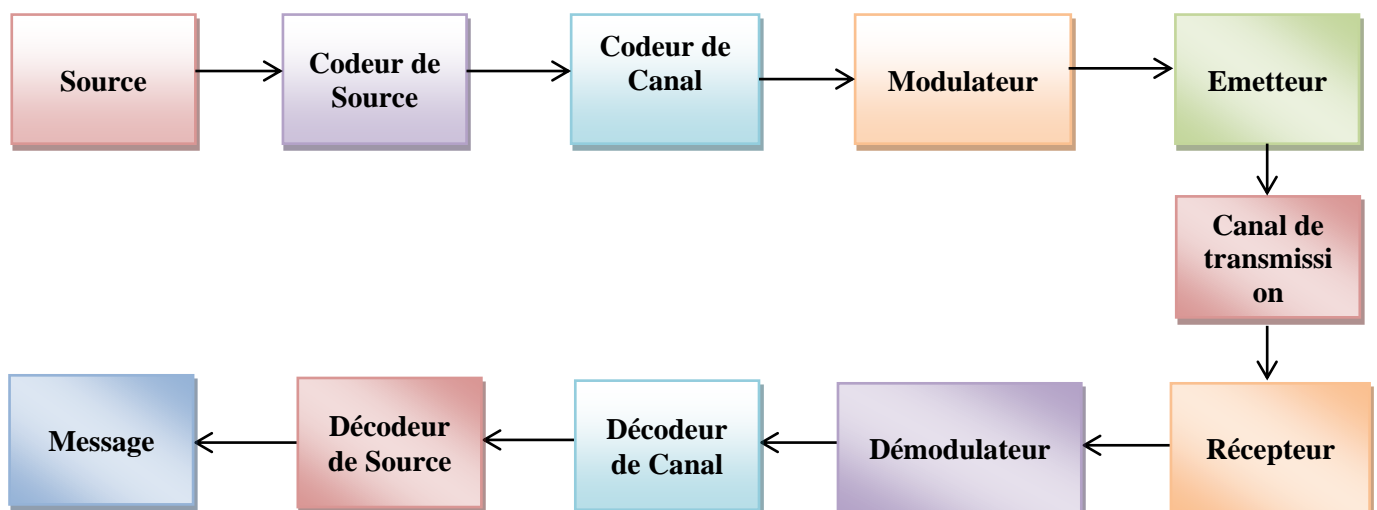 Source
Codeur de
Source
Codeur de
Canal
Modulateur
Emetteur
Canal de
transmissi
on
Récepteur
Démodulateur
Décodeur
de Canal
Décodeur
de Source
Message